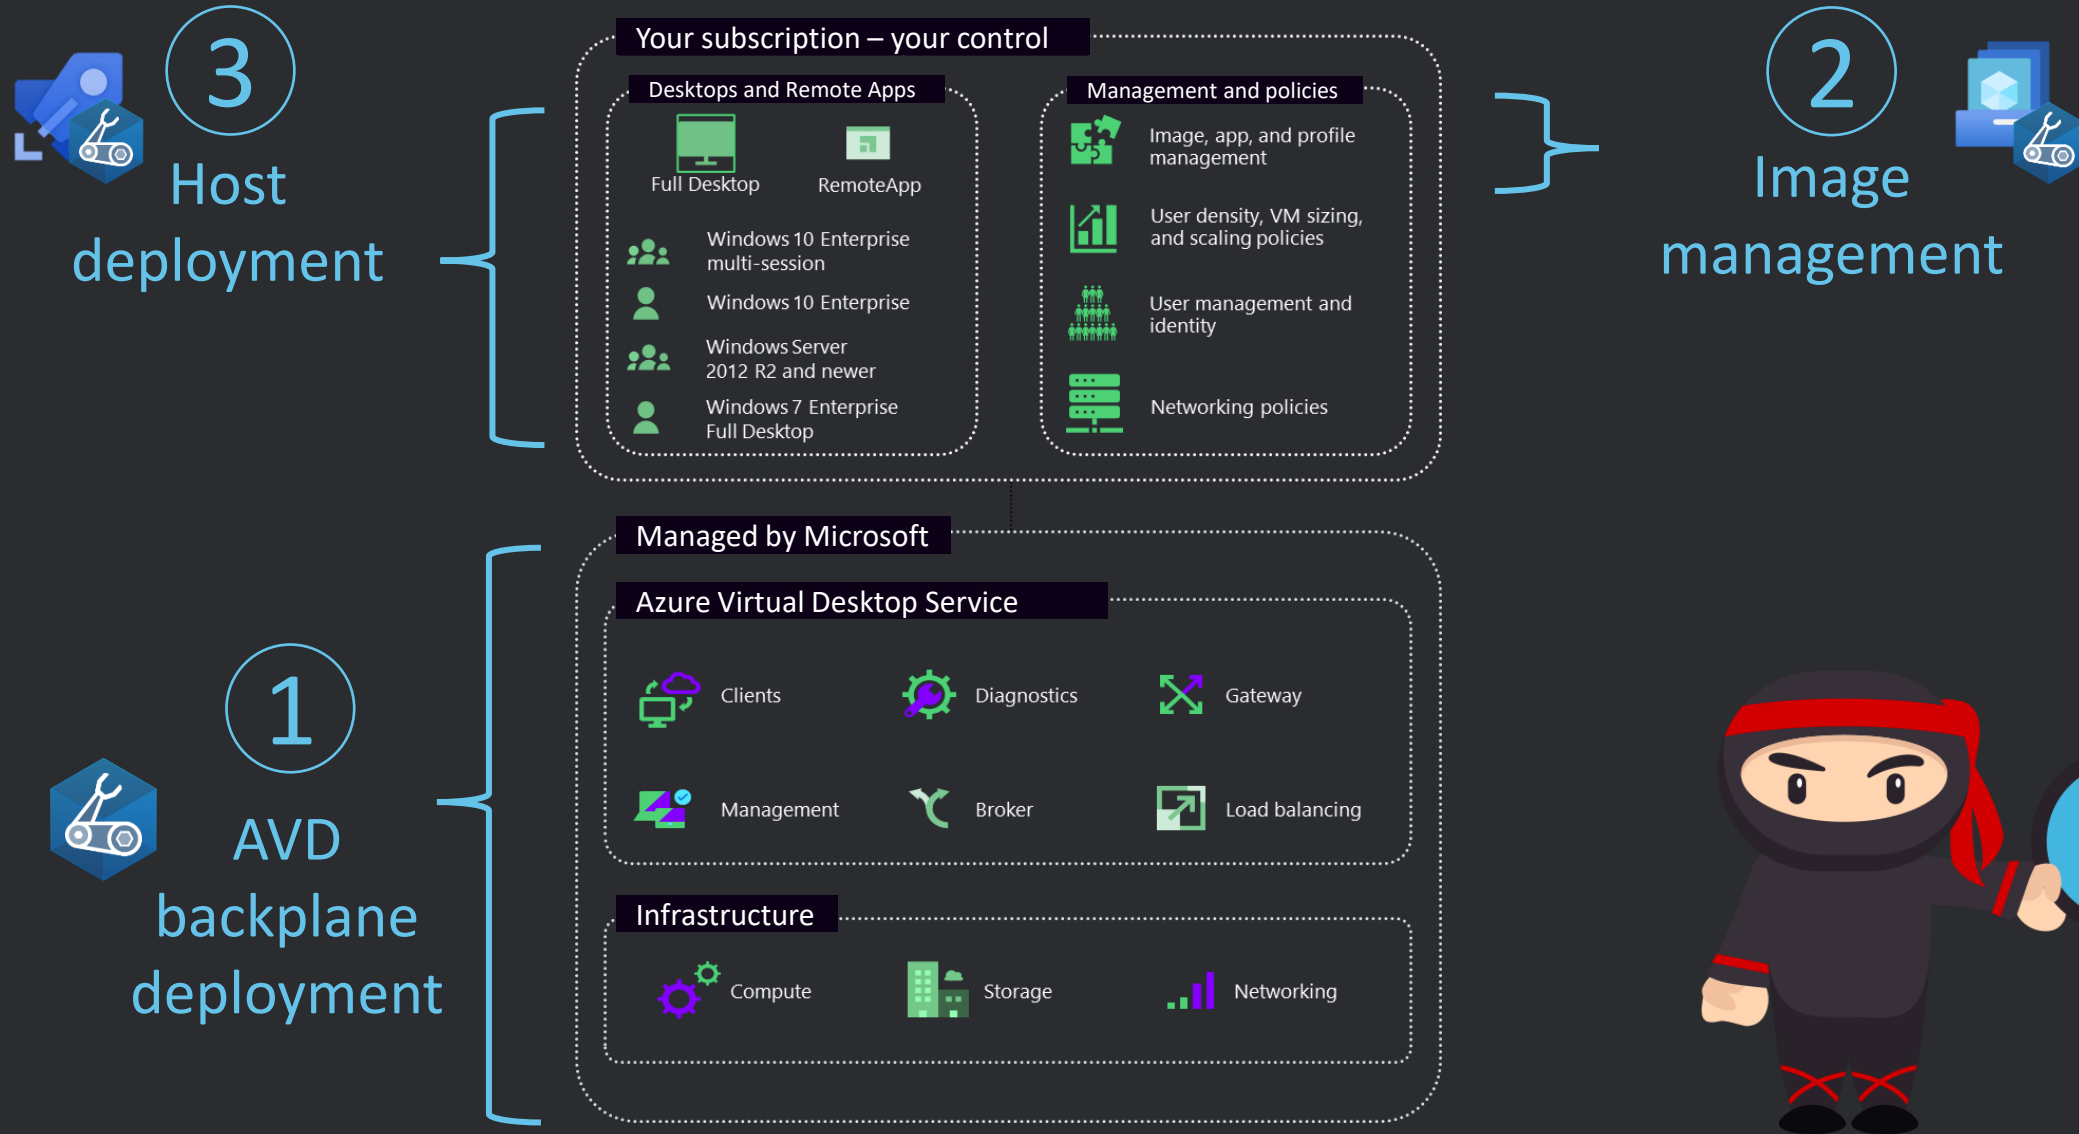 3
Host
deployment
Your subscription – your control
Desktops and Remote Apps
Full Desktop
RemoteApp
Windows 10 Enterprise
multi-session
Windows 10 Enterprise
Windows Server
2012 R2 and newer
Windows 7 Enterprise
Full Desktop
Management and policies
Image, app, and profile
management
User density, VM sizing,
and scaling policies
User management and
identity
Networking policies
2
Image
management
1
AVD
backplane
deployment
Managed by Microsoft
Azure Virtual Desktop Service
Clients
Diagnostics
Gateway
Management
Broker
Load balancing
Infrastructure
Compute
Storage
Networking